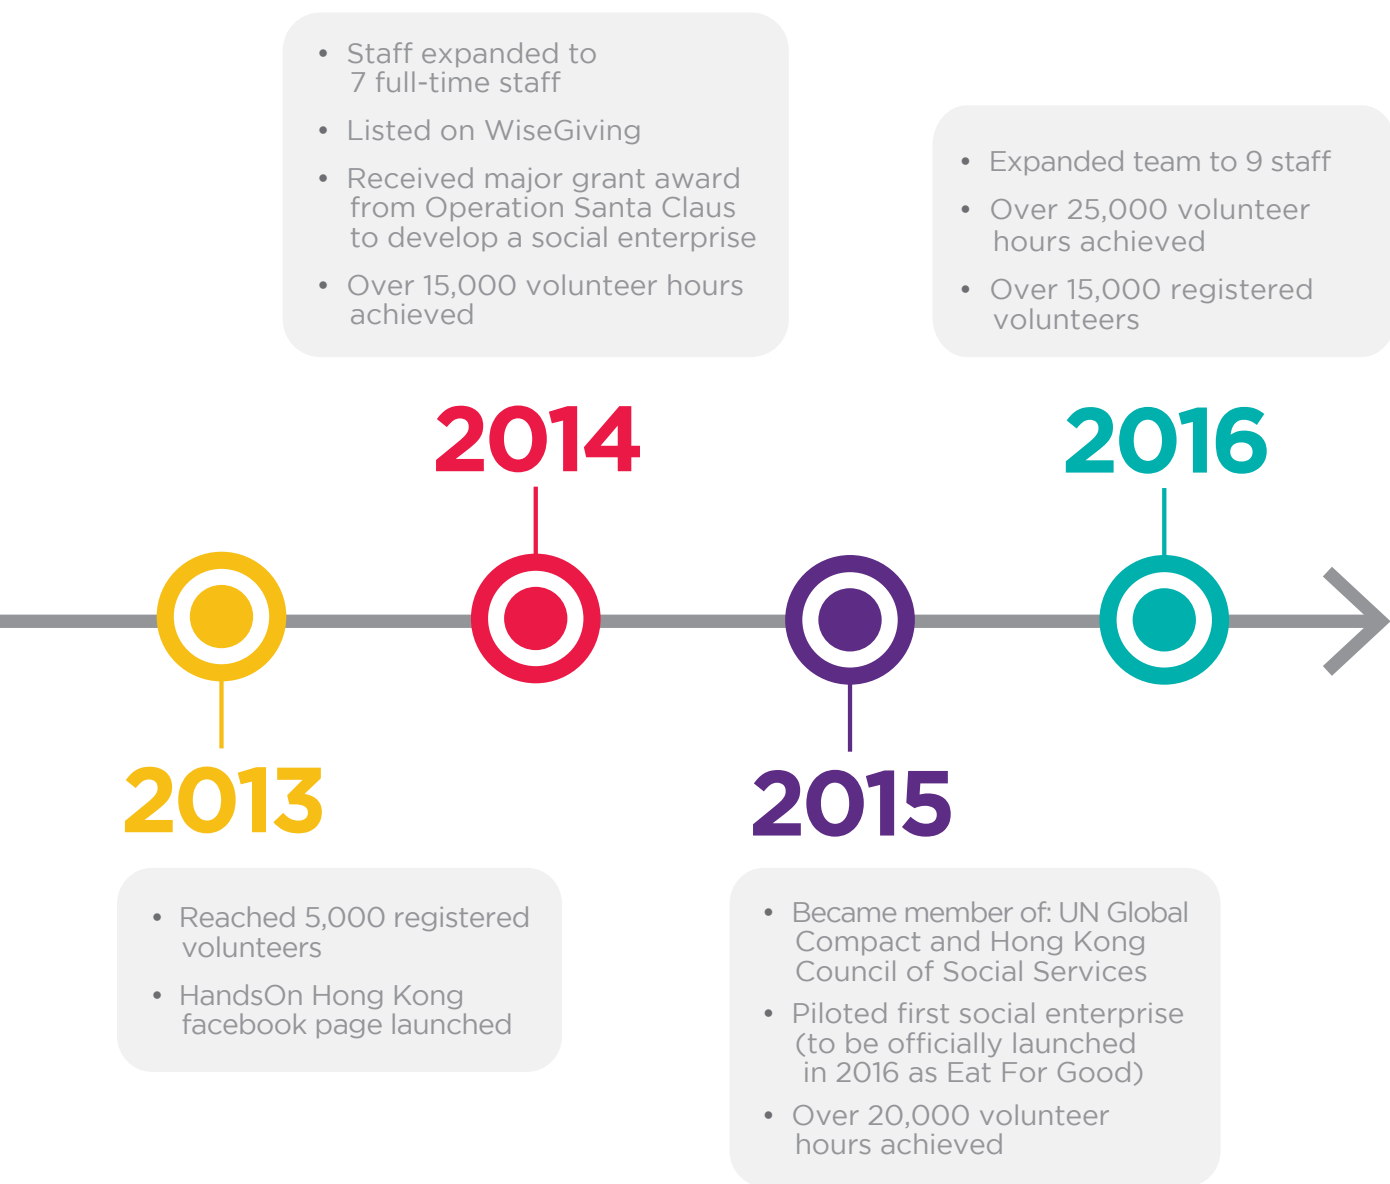 • Staff expanded to
7 full-time staff
• Listed on WiseGiving
• Received major grant award
from Operation Santa Claus
to develop a social enterprise
• Over 15,000 volunteer hours
achieved
2014
• Expanded team to 9 staff
• Over 25,000 volunteer
hours achieved
• Over 15,000 registered
volunteers
2016
2013
• Reached 5,000 registered
volunteers
• HandsOn Hong Kong
facebook page launched
2015
• Became member of: UN Global
Compact and Hong Kong
Council of Social Services
• Piloted first social enterprise
(to be officially launched
in 2016 as Eat For Good)
• Over 20,000 volunteer
hours achieved